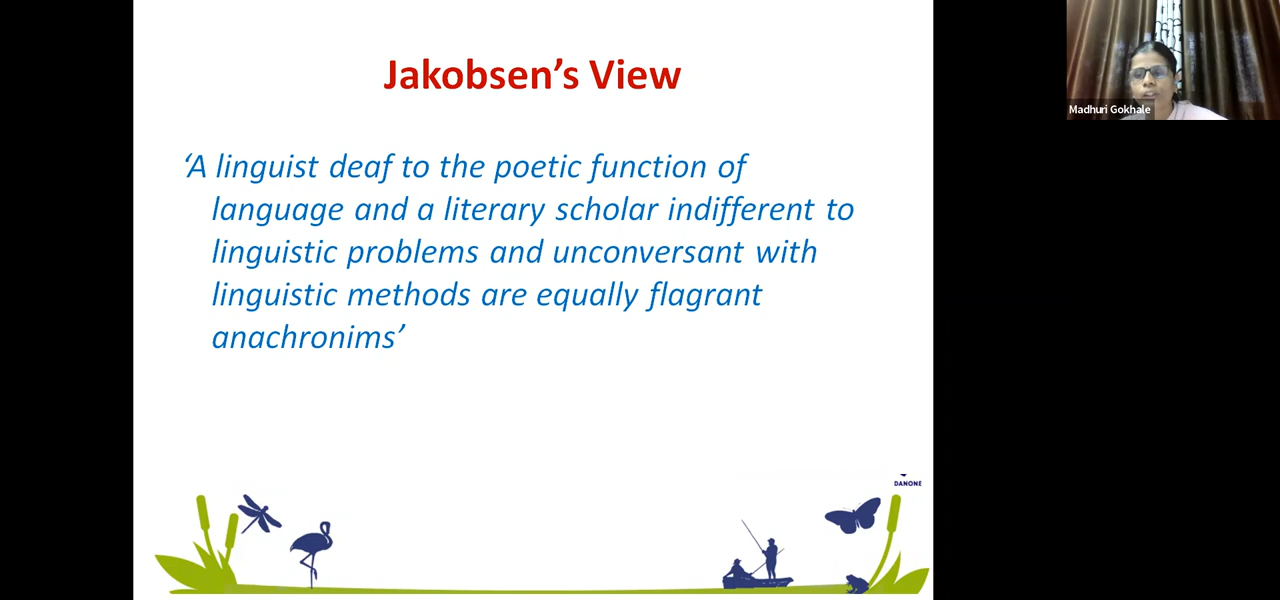 Jakobsen’s View
‘A linguist deaf to the poetic function of
language and a literary scholar indifferent to
linguistic problems and unconversant with
linguistic methods are equally flagrant
anachronims’
DANONE
Madhuri Gokhale